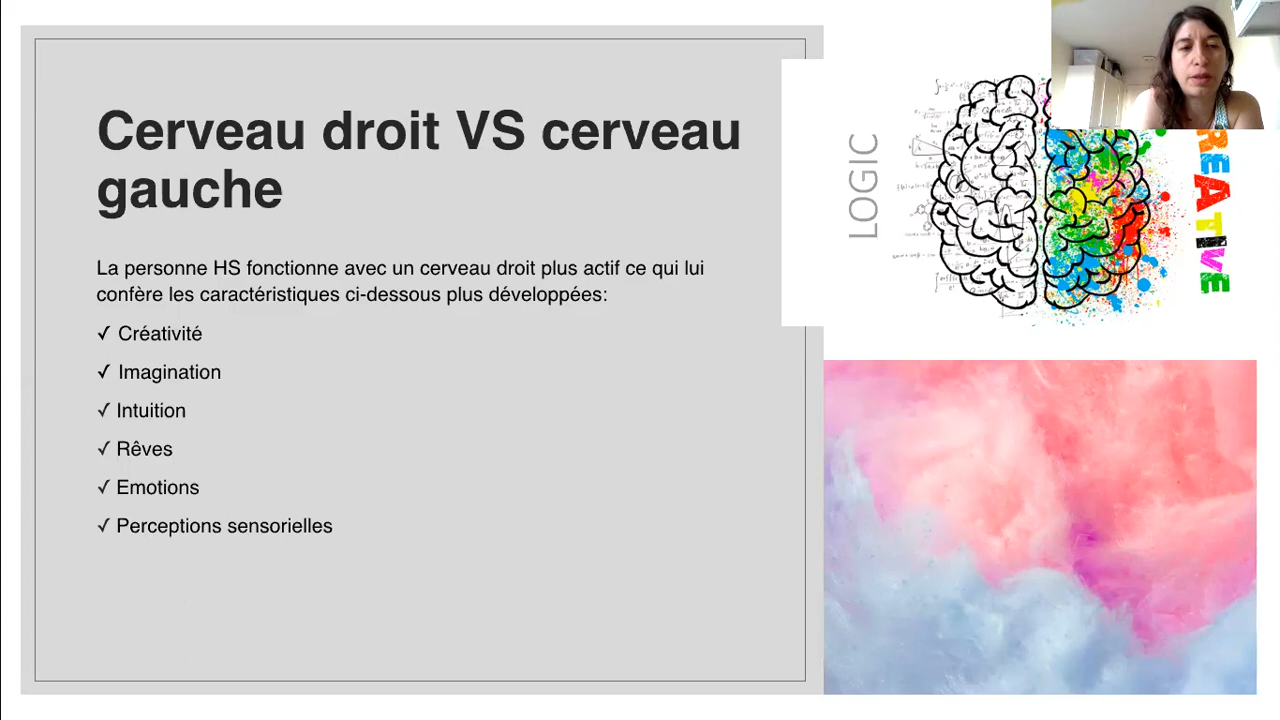 Cerveau droit VS cerveau
gauche
La personne HS fonctionne avec un cerveau droit plus actif ce qui lui
confère les caractéristiques ci-dessous plus développées:
✓ Créativité
✓ Imagination
✓ Intuition
✓ Rêves
✓ Emotions
✓ Perceptions sensorielles
LOGIC
REATIVE